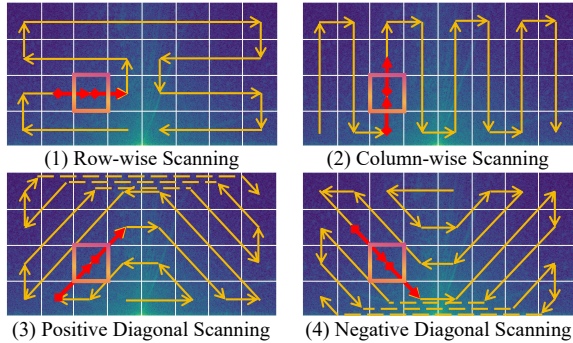 (1) Row-wise Scanning
(2) Column-wise Scanning
(3) Positive Diagonal Scanning
(4) Negative Diagonal Scanning